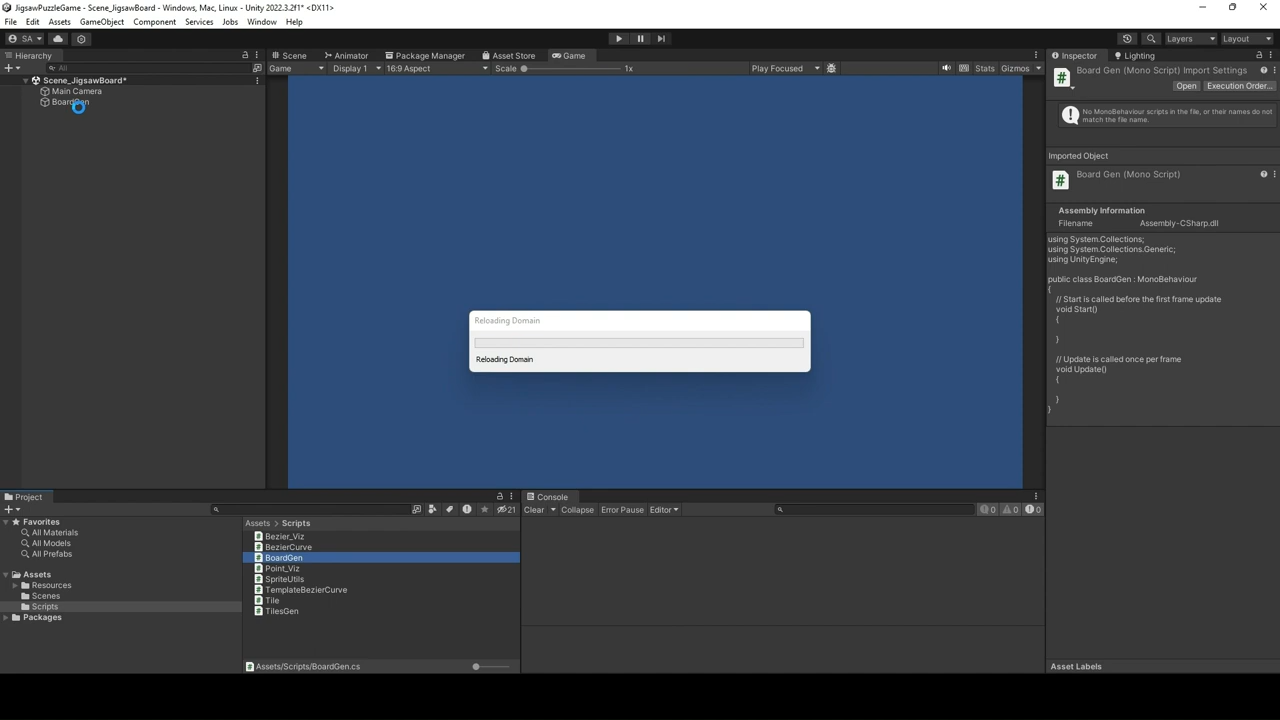 JigsawPuzzleGame - Scene_JigsawBoard - Windows, Mac, Linux - Unity 2022.3.2f1* <DX11>
File Edit Assets GameObject Component Services Jobs Window Help
SA Layers Layout
Hierarchy Scene Animator Package Manager Asset Store Game Inspector Lighting
All Game Display 1 16:9 Aspect Scale 1x Play Focused Stats Gizmos
Board Gen (Mono Script) Import Settings
Scene_JigsawBoard*
Open Execution Order...
Main Camera
BoardGen
No MonoBehaviour scripts in the file, or their names do not
match the file name.
Imported Object
Board Gen (Mono Script)
Assembly Information
Filename Assembly-CSharp.dll
using System.Collections;
using System.Collections.Generic;
using UnityEngine;
public class BoardGen : MonoBehaviour
{
// Start is called before the first frame update
void Start()
{
}
// Update is called once per frame
void Update()
{
}
}
Reloading Domain
Reloading Domain
Project Console
Clear Collapse Error Pause Editor 0 0 0
21
Favorites
All Materials
All Models
All Prefabs
Assets
Resources
Scenes
Scripts
Packages
Assets > Scripts
Bezier_Viz
BezierCurve
BoardGen
Point_Viz
SpriteUtils
TemplateBezierCurve
Tile
TilesGen
Assets/Scripts/BoardGen.cs
Asset Labels